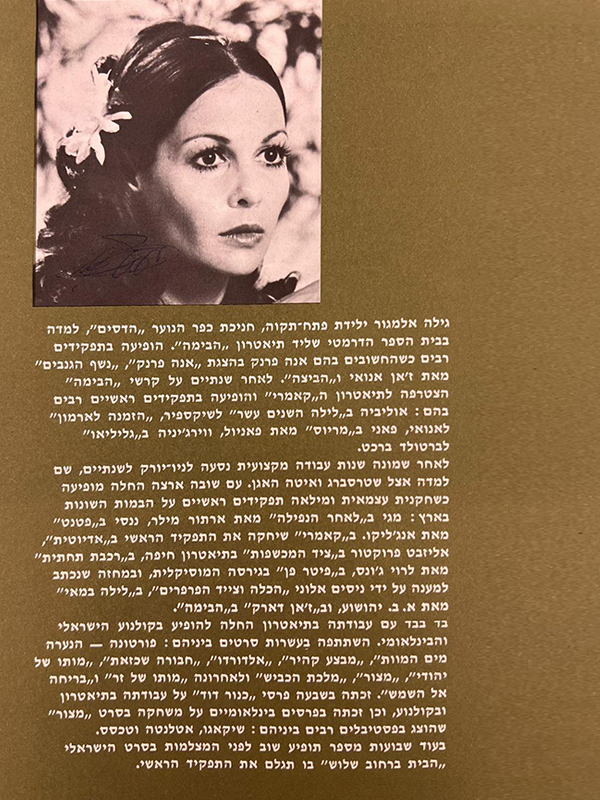 גילה אלמגור ילידת פתח־תקוה, חניכת כפר הנוער „הדסים”, למדה
בבית הספר הדרמטי שליד תיאטרון „הבימה”. הופיעה בתפקידים
רבים כשהחשובים בהם אנה פרנק בהצגת „אנה פרנק”, „נשף הגנבים”
מאת ז׳אן אנואי ו„הביצה”. לאחר שנתיים על קרשי „הבימה”
הצטרפה לתיאטרון ה„קאמרי” והופיעה בתפקידים ראשיים רבים
בהם: אוליביה ב„לילה השנים עשר” לשיקספיר, „הזמנה לארמון”
לאנואי, פאני ב„מריוס” מאת פאניול, ווירג׳יניה ב„גליליאו”
לברטולד ברכט.
לאחר שמונה שנות עבודה מקצועית נסעה לניו־יורק לשנתיים, שם
למדה אצל שטרסברג ואיטה האגן. עם שובה ארצה החלה מופיעה
כשחקנית עצמאית ומילאה תפקידים ראשיים על הבמות השונות
בארץ: מגי ב„לאחר הנפילה” מאת ארתור מילר, ננסי ב„פטנט”
מאת אנג׳ליקו. ב„קאמרי” שיחקה את התפקיד הראשי ב„אדיוטית”,
אליזבט פרוקטור ב„ציד המכשפות” בתיאטרון חיפה, ב„רכבת תחתית”
מאת לרוי ג׳ונס, ב„פיטר פן” בגירסה המוסיקלית, ובמחזה שנכתב
למענה על ידי ניסים אלוני „הכלה וצייד הפרפרים”, ב„לילה במאי”
מאת א. ב. יהושוע, וב„ז׳אן דארק” ב„הבימה”.
בד בבד עם עבודתה בתיאטרון החלה להופיע בקולנוע הישראלי
והבינלאומי. השתתפה בעשרות סרטים ביניהם: פורטונה — הנערה
מים המוות”, „מבצע קהיר”, „אלדורדו”, „חבורה שכזאת”, „מותו של
יהודי”, „מצור”, „מלכת הכביש” ולאחרונה „מותו של זר” ו„בריחה
אל השמש”. זכתה בשבעה פרסי „כנור דוד” על עבודתה בתיאטרון
ובקולנוע, וכן זכתה בפרסים בינלאומיים על משחקה בסרט „מצור”
שהוצג בפסטיבלים רבים ביניהם: שיקאגו, אטלנטה וטכסס.
בעוד שבועות מספר תופיע שוב לפני המצלמות בסרט הישראלי
„הבית ברחוב שלוש” בו תגלם את התפקיד הראשי.